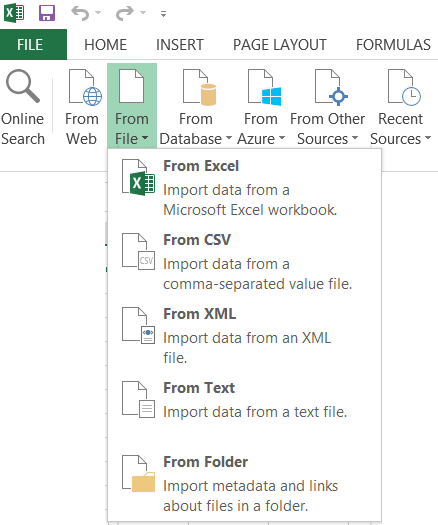 FILE HOME INSERT PAGE LAYOUT FORMULAS
Online From From From From From Other Recent
Search Web File Database Azure Sources Sources
From Excel
Import data from a
Microsoft Excel workbook.
From CSV
CSV
Import data from a
comma-separated value file.
From XML
Import data from an XML
file.
From Text
Import data from a text file.
From Folder
Import metadata and links
about files in a folder.